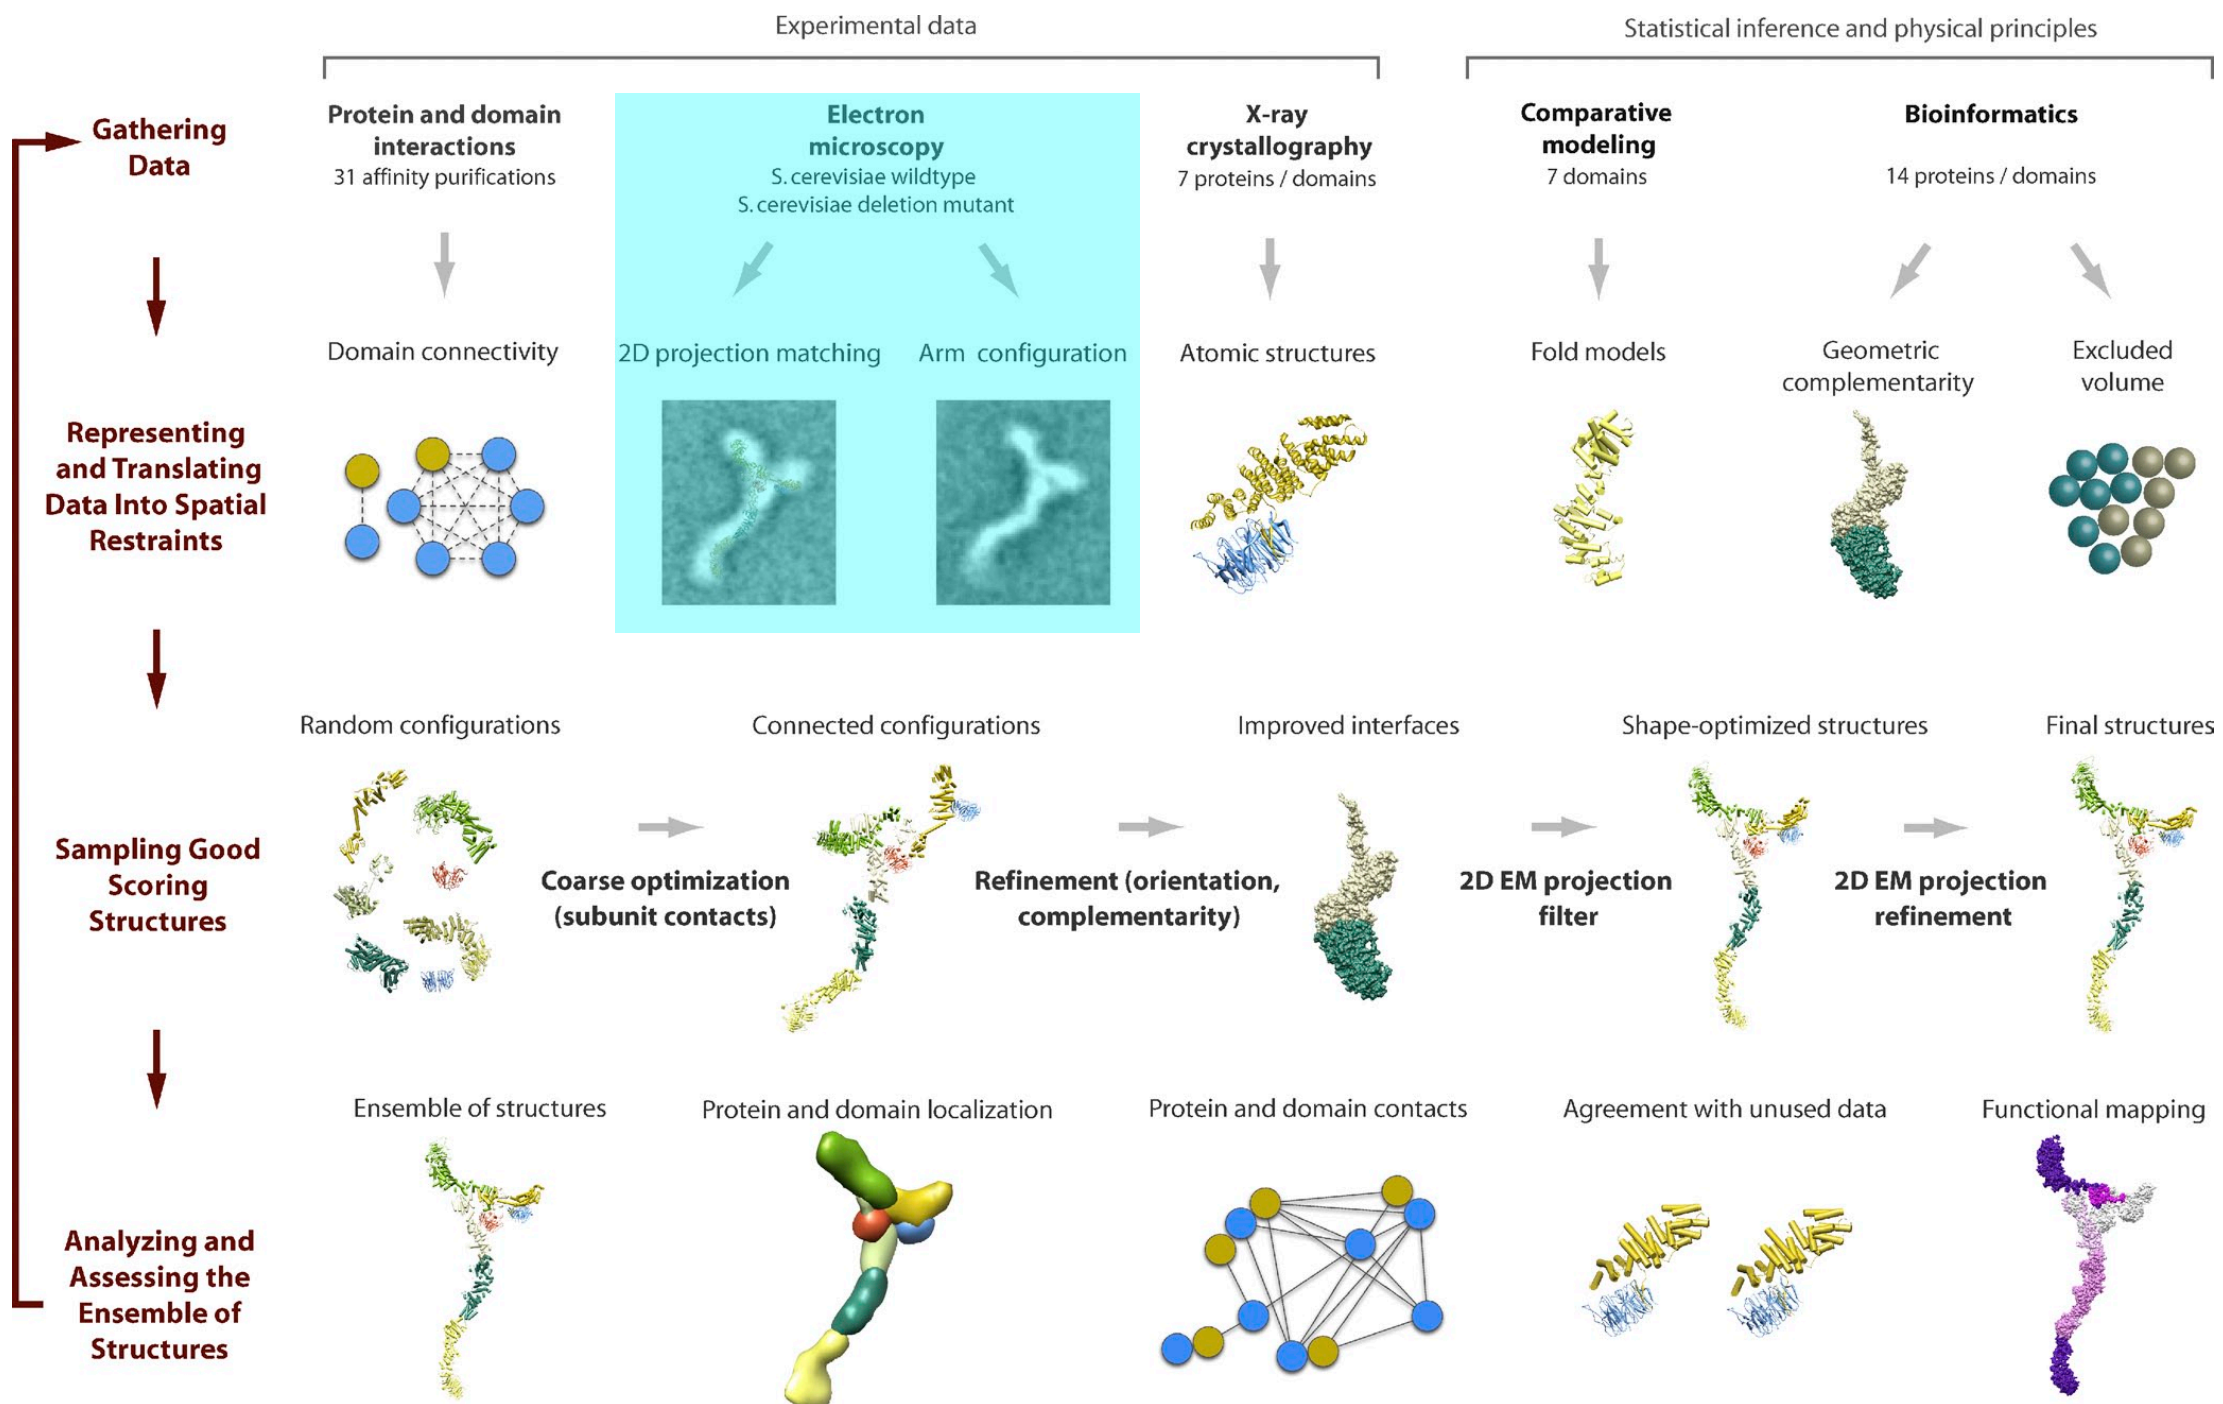 Experimental data
Statistical inference and physical principles
Gathering
Data
Protein and domain
interactions
31 affinity purifications
Electron
microscopy
S. cerevisiae wildtype
S. cerevisiae deletion mutant
X-ray
crystallography
7 proteins / domains
Comparative
modeling
7 domains
Bioinformatics
14 proteins / domains
Representing
and Translating
Data Into Spatial
Restraints
Domain connectivity
2D projection matching
Arm configuration
Atomic structures
Fold models
Geometric
complementarity
Excluded
volume
Sampling Good
Scoring
Structures
Random configurations
Coarse optimization
(subunit contacts)
Connected configurations
Refinement (orientation,
complementarity)
Improved interfaces
2D EM projection
filter
Shape-optimized structures
2D EM projection
refinement
Final structures
Analyzing and
Assessing the
Ensemble of
Structures
Ensemble of structures
Protein and domain localization
Protein and domain contacts
Agreement with unused data
Functional mapping